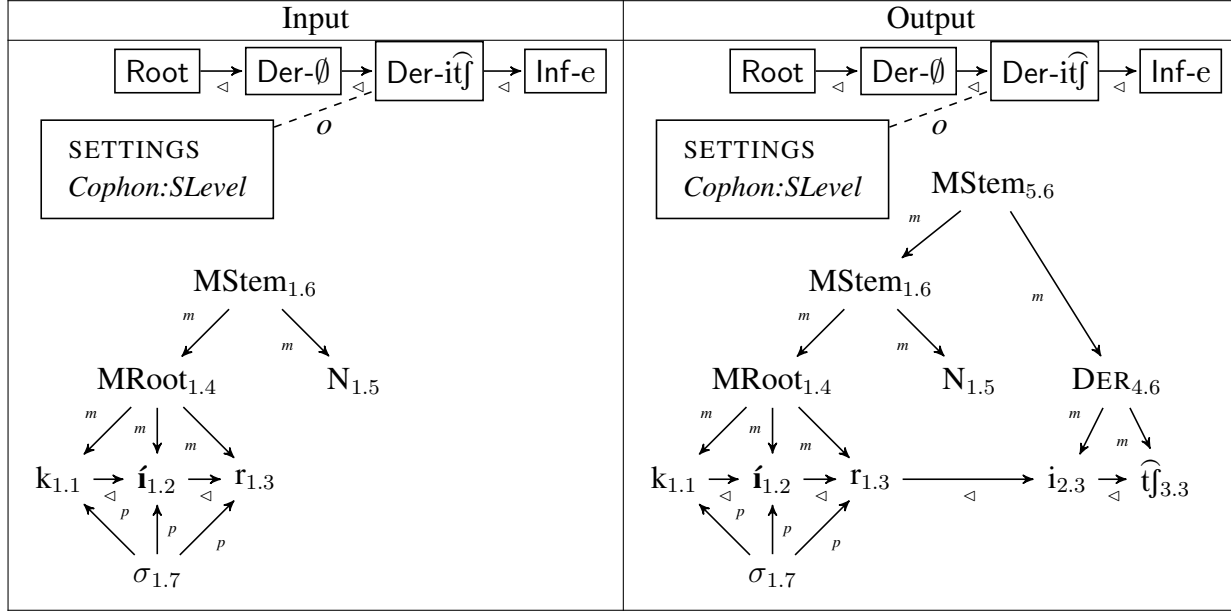 Input Output
Root ◃ Der-∅ ◃ Der-it͡ʃ ◃ Inf-e Root ◃ Der-∅ ◃ Der-it͡ʃ ◃ Inf-e
o o
SETTINGS SETTINGS
Cophon:SLevel Cophon:SLevel
MStem5.6
m
MStem1.6 MStem1.6
m m m m m
MRoot1.4 N1.5 MRoot1.4 N1.5 DER4.6
m m m m m m m m
k1.1 ◃ í1.2 ◃ r1.3 k1.1 ◃ í1.2 ◃ r1.3 ◃ i2.3 ◃ t͡ʃ3.3
p p p p p p
σ1.7 σ1.7